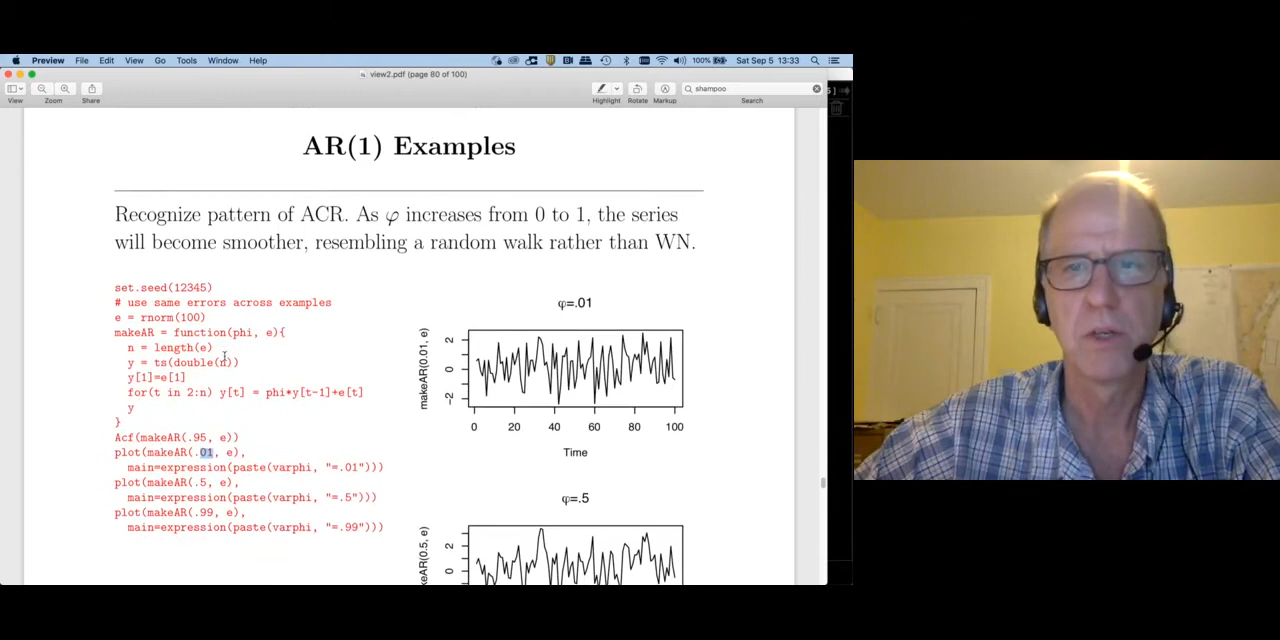 Preview File Edit View Go Tools Window Help
100% Sat Sep 5 13:33
view2.pdf (page 80 of 100)
shampoo
View Zoom Share Highlight Rotate Markup Search
AR(1) Examples
Recognize pattern of ACR. As φ increases from 0 to 1, the series
will become smoother, resembling a random walk rather than WN.
set.seed(12345)
# use same errors across examples
e = rnorm(100)
makeAR = function(phi, e){
n = length(e)
y = ts(double(n))
y[1]=e[1]
for(t in 2:n) y[t] = phi*y[t-1]+e[t]
y
}
Acf(makeAR(.95, e))
plot(makeAR(.01, e),
main=expression(paste(varphi, "=.01")))
plot(makeAR(.5, e),
main=expression(paste(varphi, "=.5")))
plot(makeAR(.99, e),
main=expression(paste(varphi, "=.99")))
φ=.01
makeAR(0.01, e)
2
0
−2
0 20 40 60 80 100
Time
φ=.5
akeAR(0.5, e)
2
0